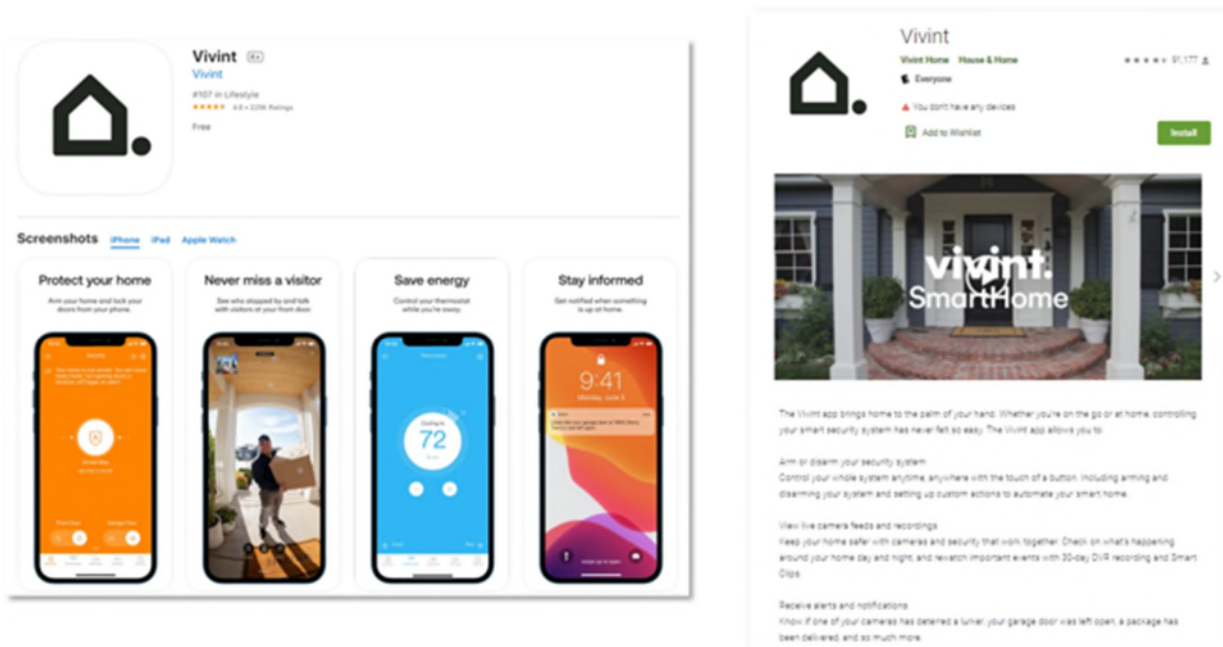 Vivint 4+
Vivint
#107 in Lifestyle
Free
Screenshots iPhone iPad Apple Watch
Protect your home
Arm your home and lock your
doors from your phone.
Never miss a visitor
See who stopped by and talk
with visitors at your front door.
Save energy
Control your thermostat
while you're away.
Stay informed
Get notified when something
is up at home.
Cooling to
72
9:41
Vivint
Vivint Home House & Home
91,177
Everyone
You don't have any devices
Add to Wishlist
Install
vivint.
SmartHome
The Vivint app brings home to the palm of your hand. Whether you're on the go or at home, controlling
your smart security system has never felt so easy. The Vivint app allows you to:
Arm or disarm your security system
Control your whole system anytime, anywhere with the touch of a button, including arming and
disarming your system and setting up custom actions to automate your smart home.
View live camera feeds and recordings
Keep your home safer with cameras and security that work together. Check on what's happening
around your home day and night, and rewatch important events with 30-day DVR recording and Smart
Clips.
Receive alerts and notifications
Know if one of your cameras has deterred a lurker, your garage door was left open, a package has
been delivered, and so much more.